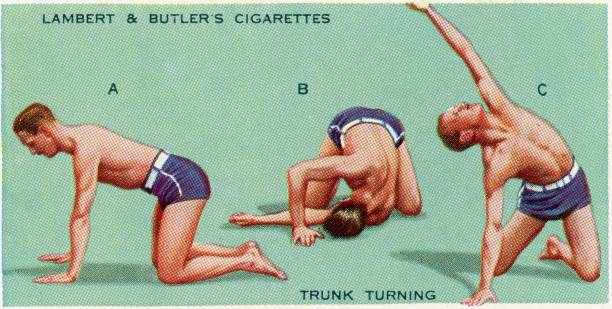 LAMBERT & BUTLER'S CIGARETTES
A
B
C
TRUNK TURNING